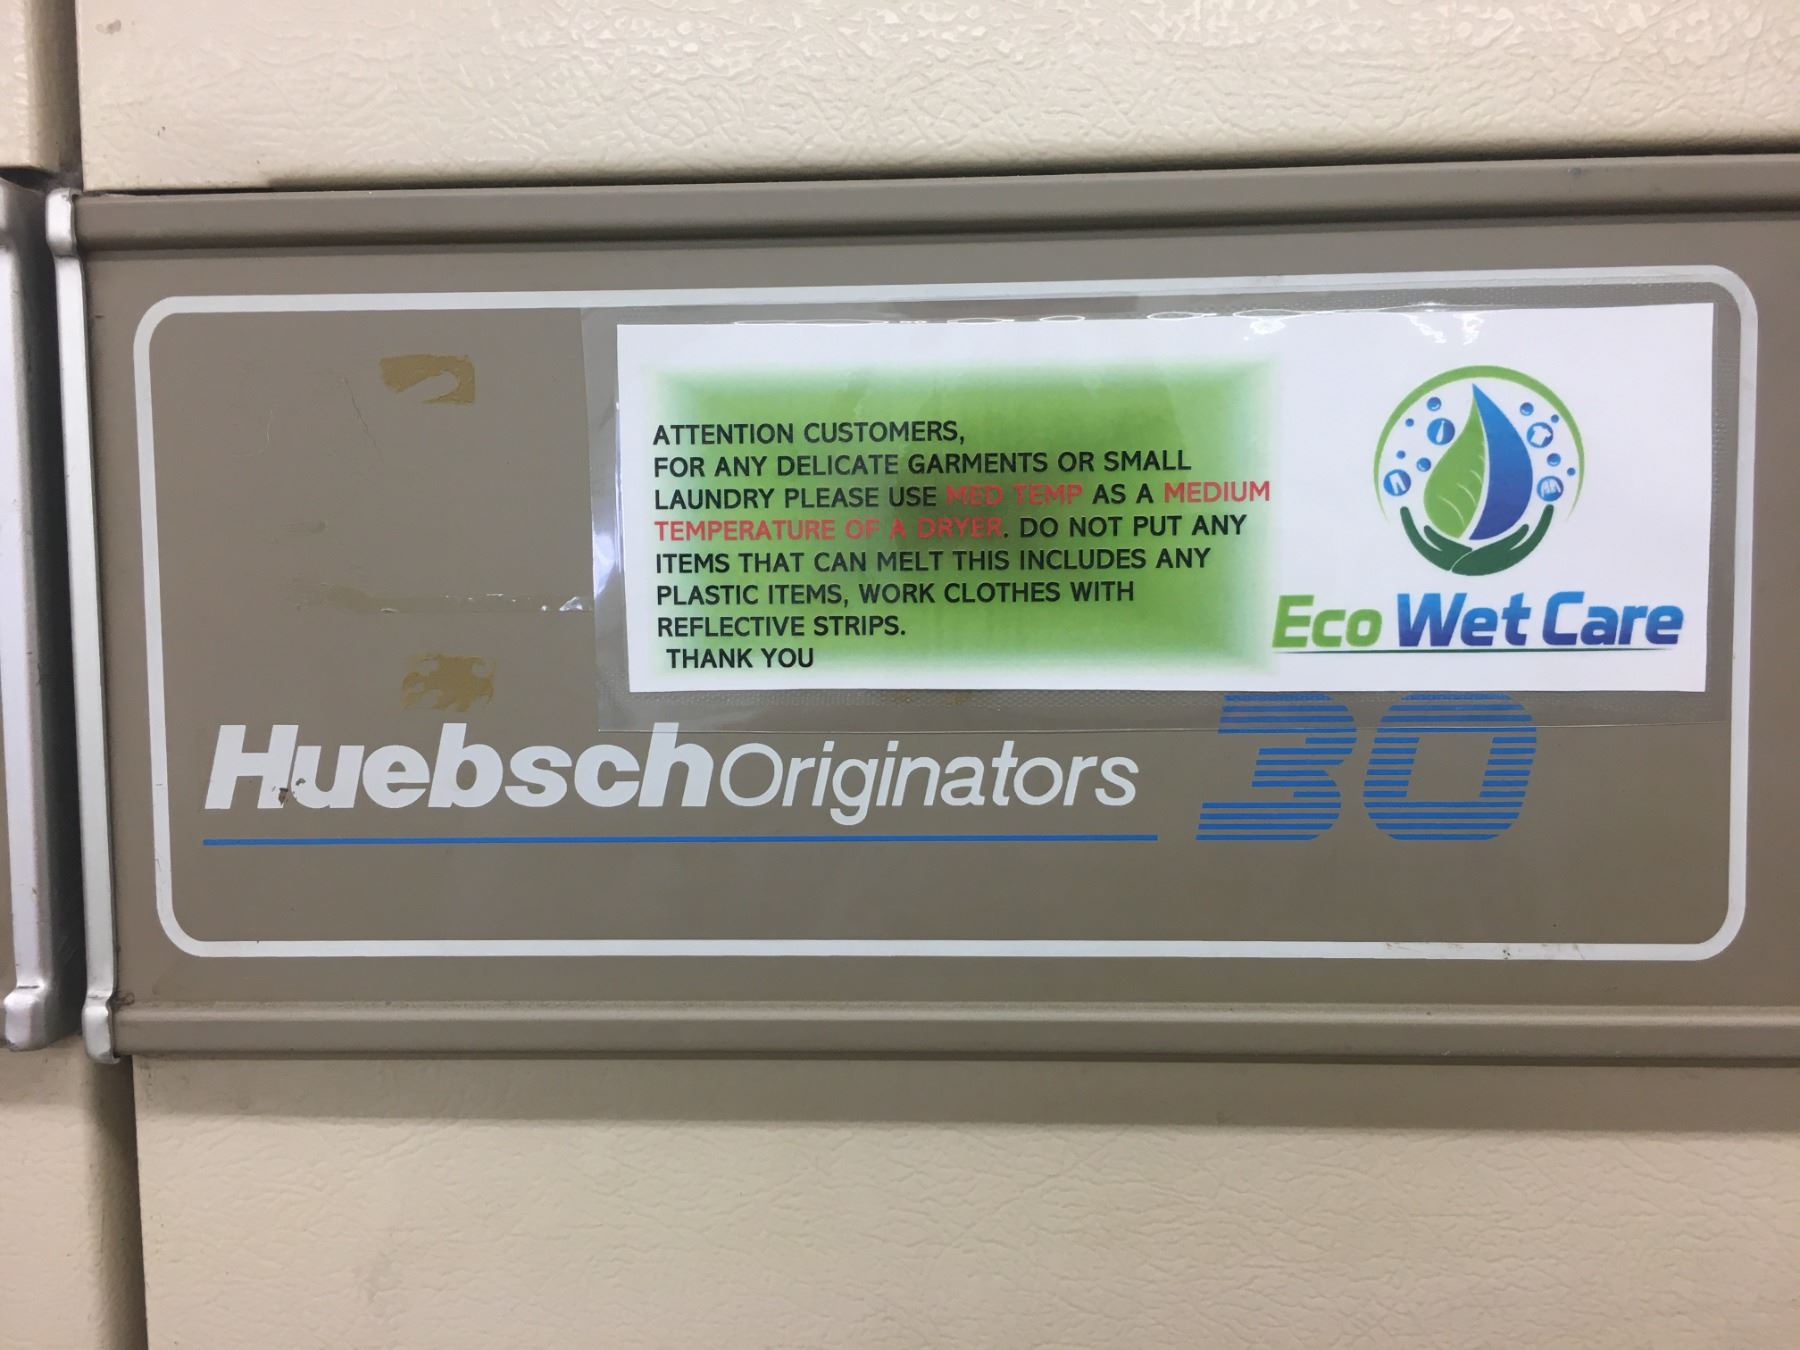 ATTENTION CUSTOMERS,
FOR ANY DELICATE GARMENTS OR SMALL
LAUNDRY PLEASE USE MED TEMP AS A MEDIUM
TEMPERATURE OF A DRYER. DO NOT PUT ANY
ITEMS THAT CAN MELT THIS INCLUDES ANY
PLASTIC ITEMS, WORK CLOTHES WITH
REFLECTIVE STRIPS.
THANK YOU
Eco Wet Care
Huebsch Originators 30